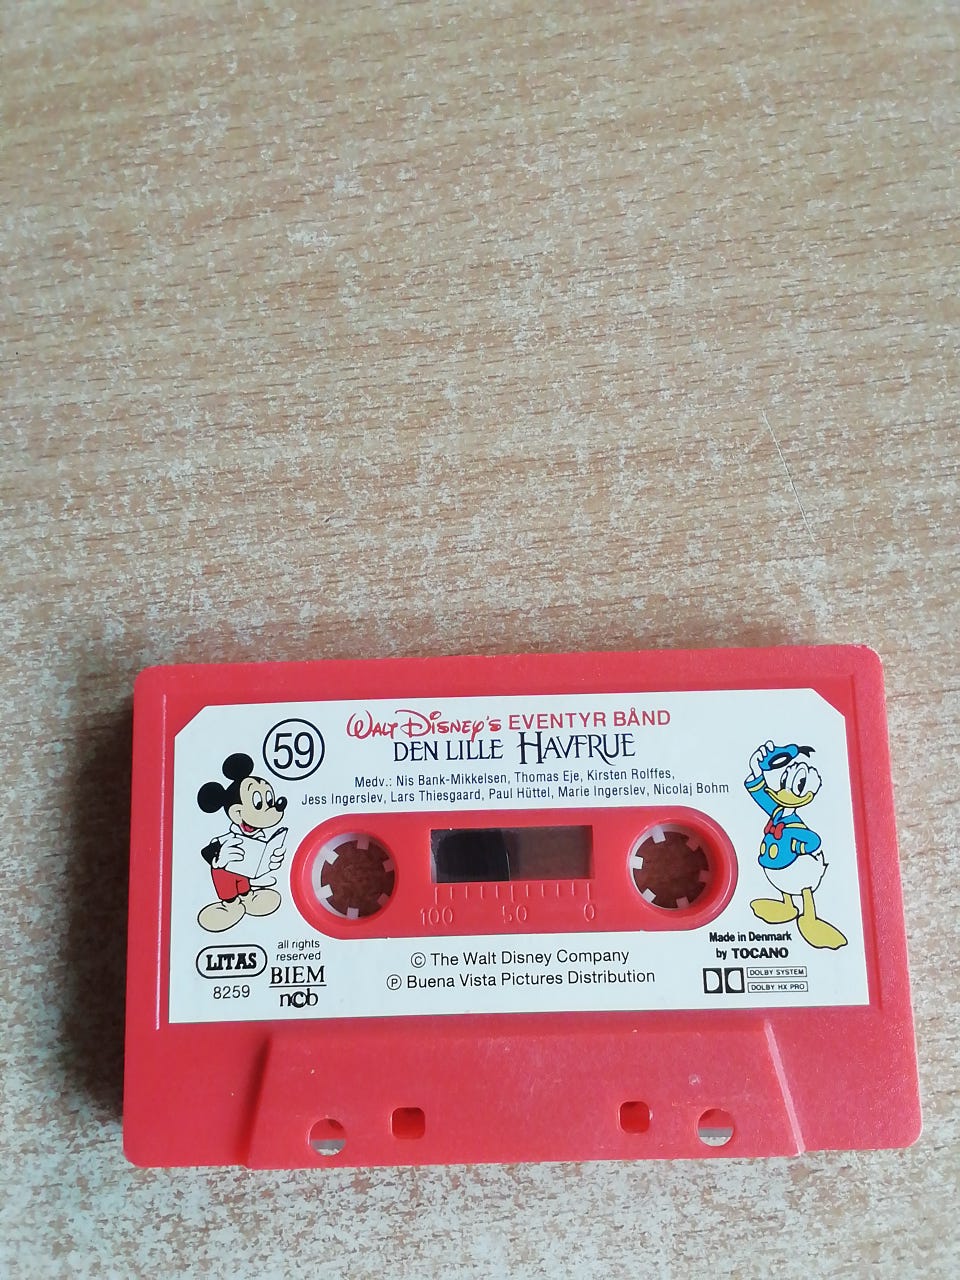 59
WALT DISNEY'S EVENTYR BÅND
DEN LILLE HAVFRUE
Medv.: Nis Bank-Mikkelsen, Thomas Eje, Kirsten Rolffes,
Jess Ingerslev, Lars Thiesgaard, Paul Hüttel, Marie Ingerslev, Nicolaj Bohm
100 50 0
LITAS
8259
all rights
reserved
BIEM
ncb
© The Walt Disney Company
℗ Buena Vista Pictures Distribution
Made in Denmark
by TOCANO
DOLBY SYSTEM
DOLBY HX PRO